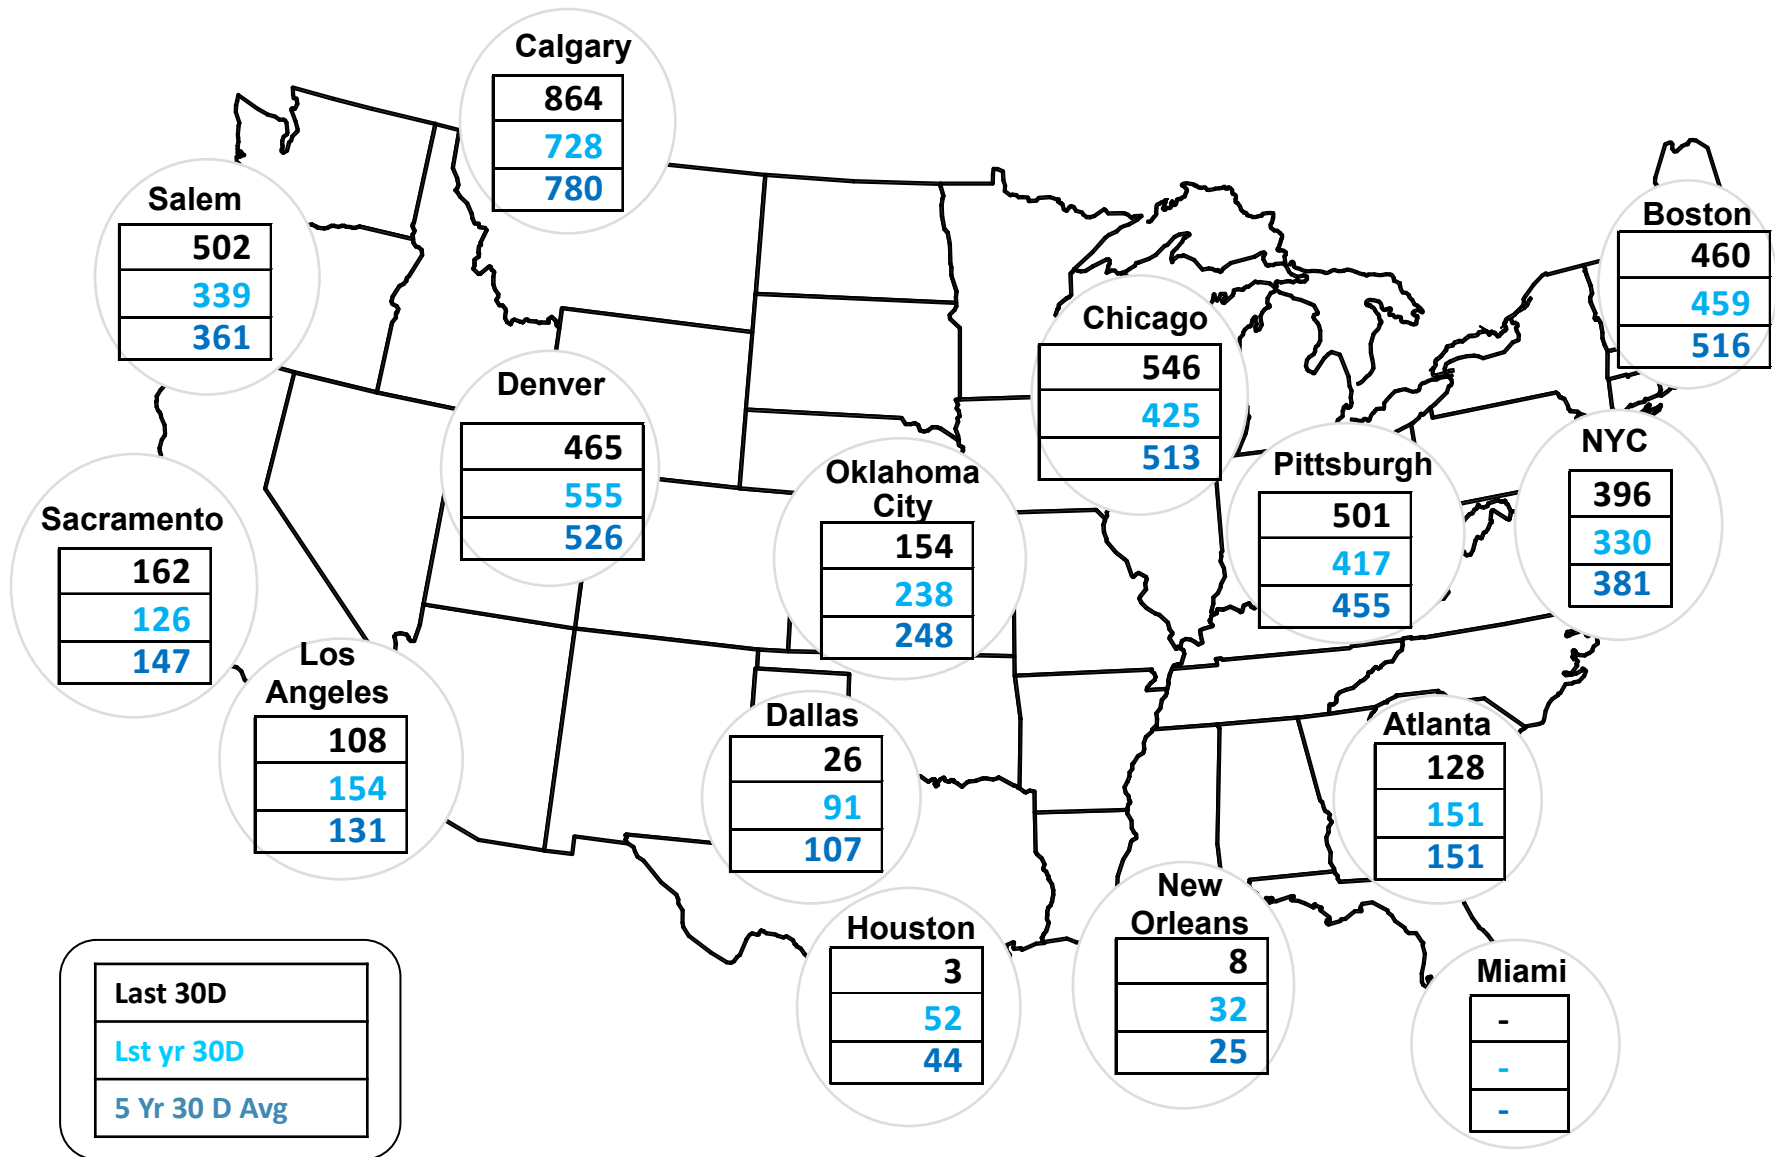 Calgary
864
728
780
Salem
502
339
361
Boston
460
459
516
Chicago
546
425
513
Denver
465
555
526
Oklahoma
City
154
238
248
Pittsburgh
501
417
455
NYC
396
330
381
Sacramento
162
126
147
Los
Angeles
108
154
131
Dallas
26
91
107
Atlanta
128
151
151
Houston
3
52
44
New
Orleans
8
32
25
Miami
-
-
-
Last 30D
Lst yr 30D
5 Yr 30 D Avg